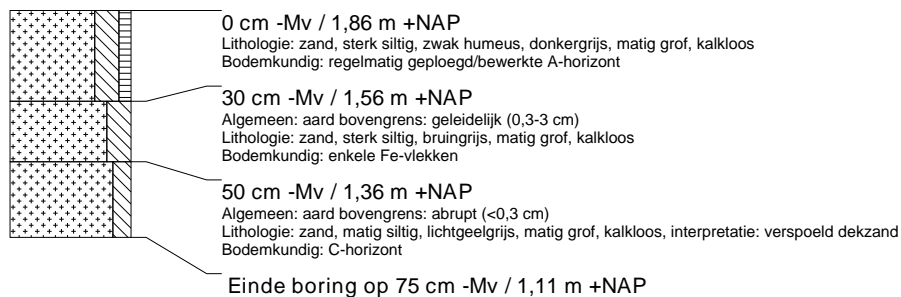 0 cm -Mv / 1,86 m +NAP
Lithologie: zand, sterk siltig, zwak humeus, donkergrijs, matig grof, kalkloos
Bodemkundig: regelmatig geploegd/bewerkte A-horizont
30 cm -Mv / 1,56 m +NAP
Algemeen: aard bovengrens: geleidelijk (0,3-3 cm)
Lithologie: zand, sterk siltig, bruingrijs, matig grof, kalkloos
Bodemkundig: enkele Fe-vlekken
50 cm -Mv / 1,36 m +NAP
Algemeen: aard bovengrens: abrupt (<0,3 cm)
Lithologie: zand, matig siltig, lichtgeelgrijs, matig grof, kalkloos, interpretatie: verspoeld dekzand
Bodemkundig: C-horizont
Einde boring op 75 cm -Mv / 1,11 m +NAP